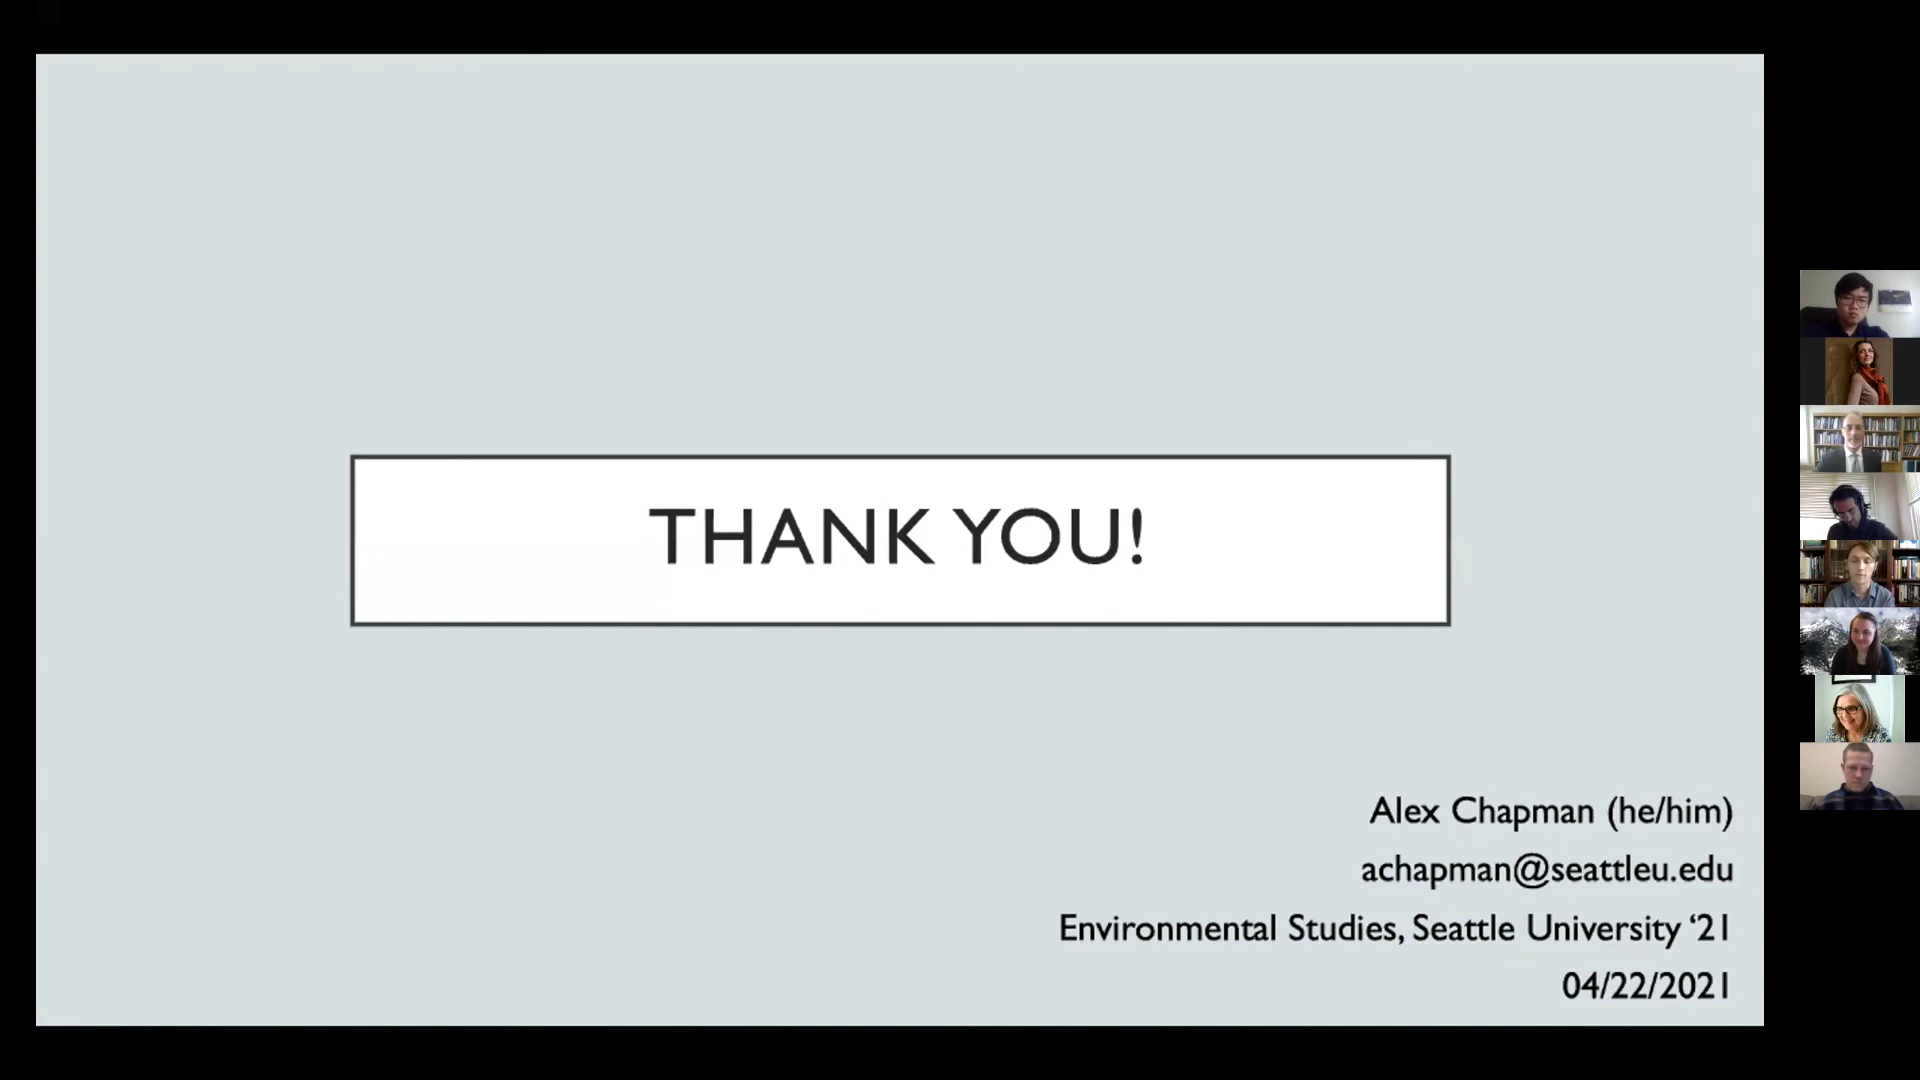 THANK YOU!
Alex Chapman (he/him)
achapman@seattleu.edu
Environmental Studies, Seattle University ‘21
04/22/2021